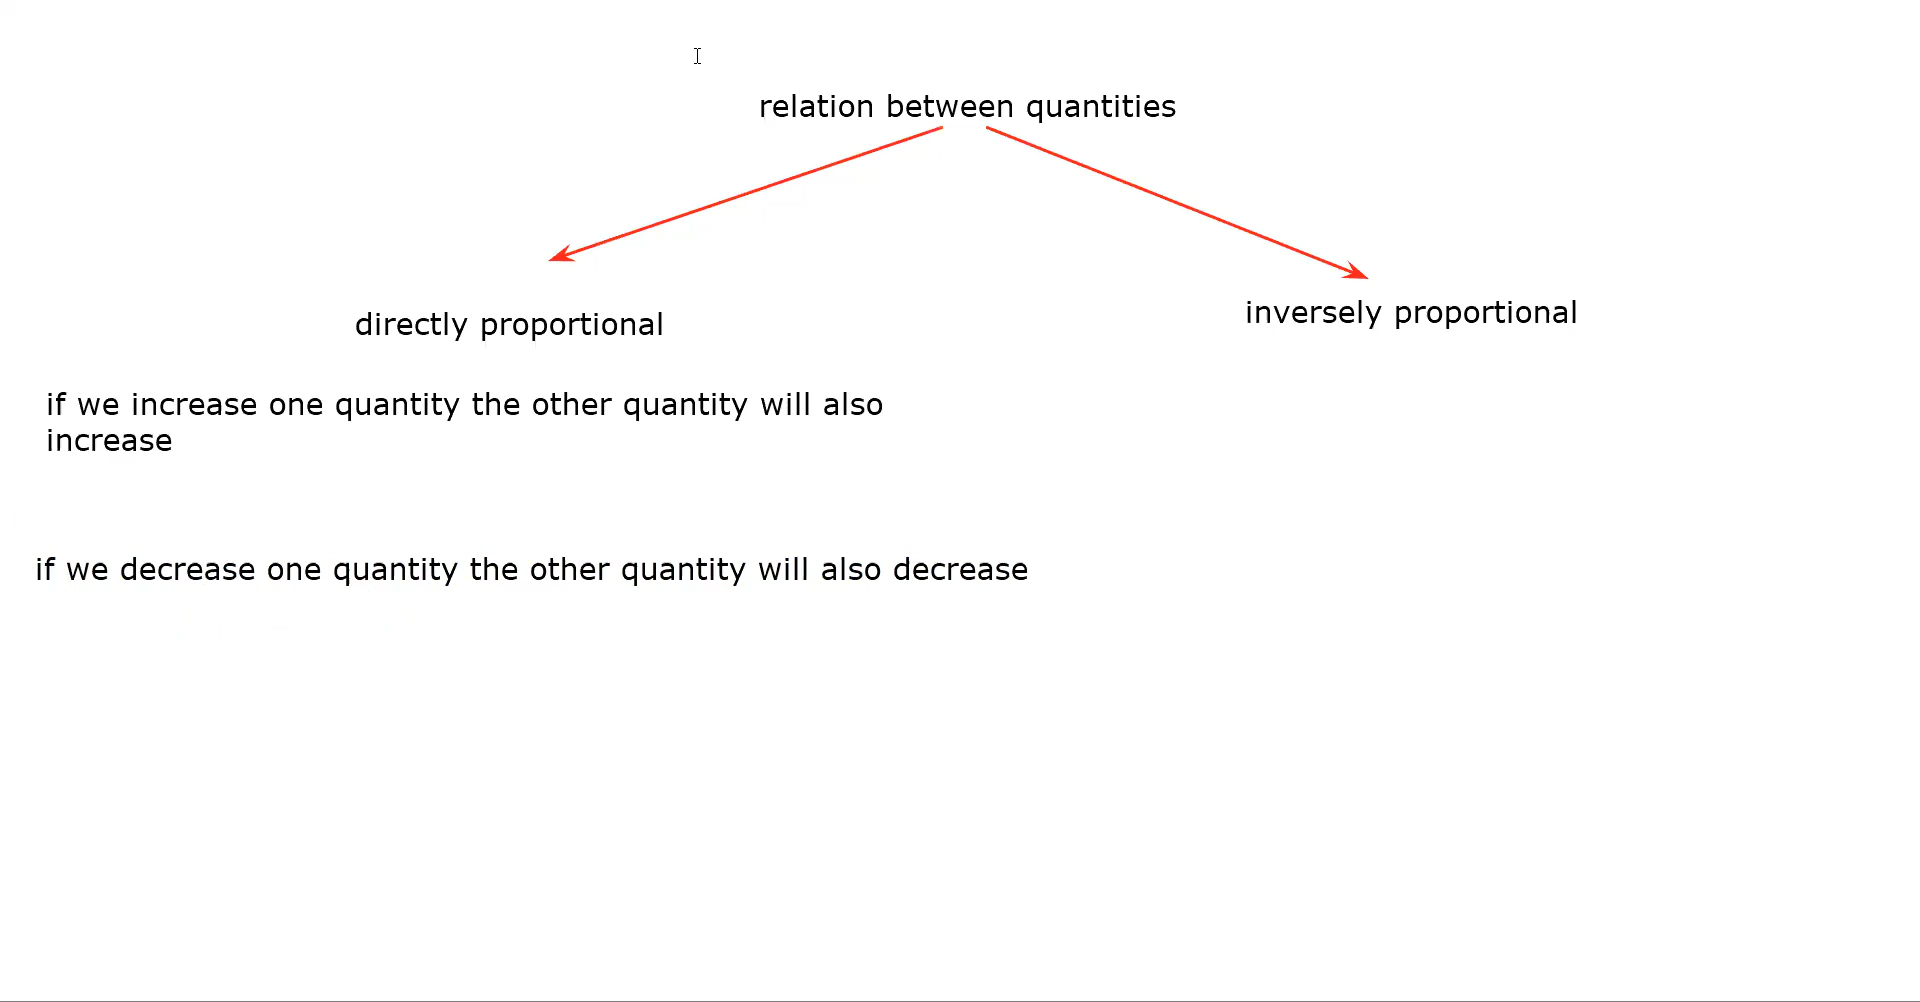 relation between quantities
directly proportional
inversely proportional
if we increase one quantity the other quantity will also
increase
if we decrease one quantity the other quantity will also decrease